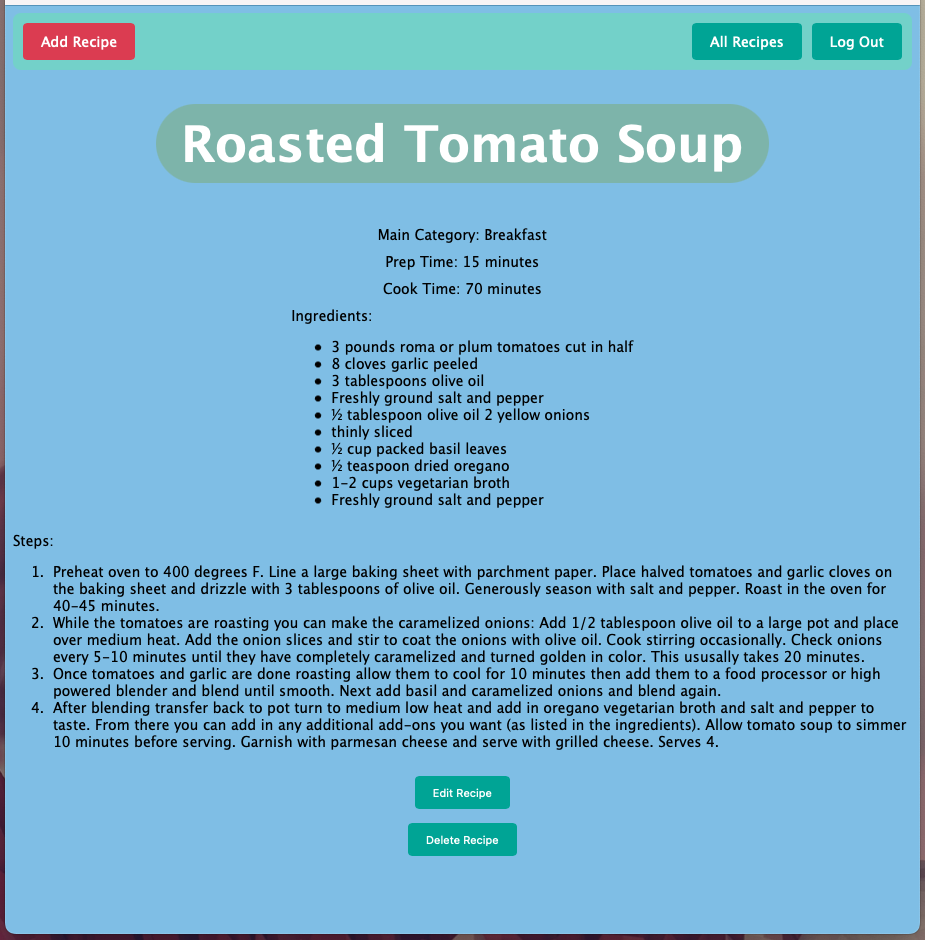 Add Recipe
All Recipes
Log Out
Roasted Tomato Soup
Main Category: Breakfast
Prep Time: 15 minutes
Cook Time: 70 minutes
Ingredients:
• 3 pounds roma or plum tomatoes cut in half
• 8 cloves garlic peeled
• 3 tablespoons olive oil
• Freshly ground salt and pepper
• ½ tablespoon olive oil 2 yellow onions
• thinly sliced
• ½ cup packed basil leaves
• ½ teaspoon dried oregano
• 1-2 cups vegetarian broth
• Freshly ground salt and pepper
Steps:
1. Preheat oven to 400 degrees F. Line a large baking sheet with parchment paper. Place halved tomatoes and garlic cloves on
the baking sheet and drizzle with 3 tablespoons of olive oil. Generously season with salt and pepper. Roast in the oven for
40-45 minutes.
2. While the tomatoes are roasting you can make the caramelized onions: Add 1/2 tablespoon olive oil to a large pot and place
over medium heat. Add the onion slices and stir to coat the onions with olive oil. Cook stirring occasionally. Check onions
every 5-10 minutes until they have completely caramelized and turned golden in color. This ususally takes 20 minutes.
3. Once tomatoes and garlic are done roasting allow them to cool for 10 minutes then add them to a food processor or high
powered blender and blend until smooth. Next add basil and caramelized onions and blend again.
4. After blending transfer back to pot turn to medium low heat and add in oregano vegetarian broth and salt and pepper to
taste. From there you can add in any additional add-ons you want (as listed in the ingredients). Allow tomato soup to simmer
10 minutes before serving. Garnish with parmesan cheese and serve with grilled cheese. Serves 4.
Edit Recipe
Delete Recipe